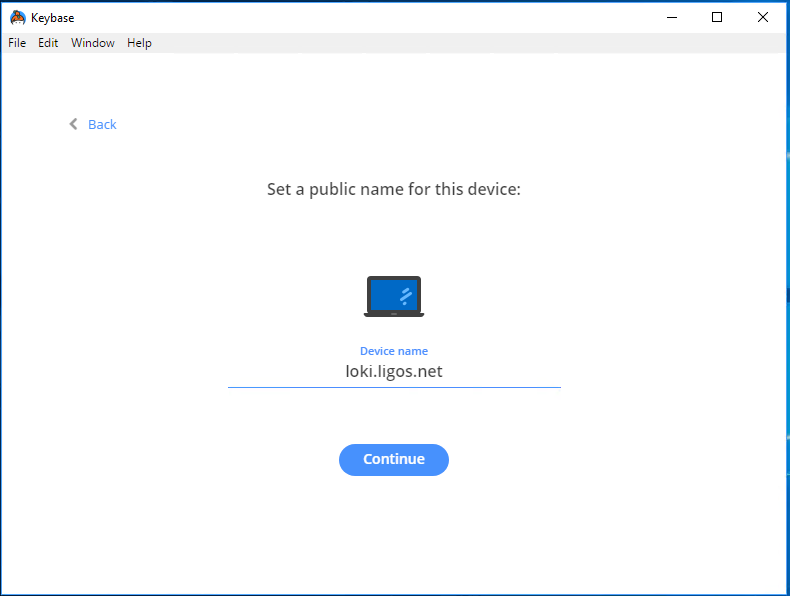 Keybase
File Edit Window Help
Back
Set a public name for this device:
Device name
loki.ligos.net
Continue